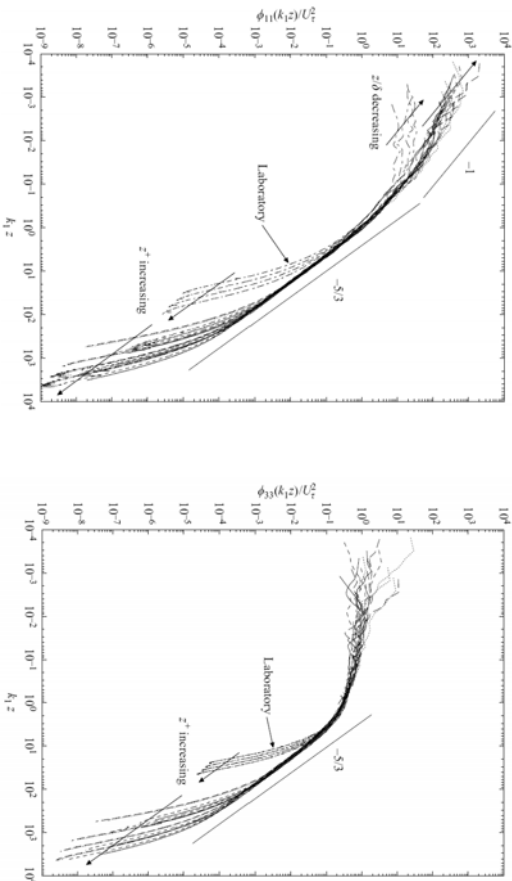 ϕ₁₁(k₁z)/U²τ
10⁴
10³
10²
10¹
10⁰
10⁻¹
10⁻²
10⁻³
10⁻⁴
10⁻⁵
10⁻⁶
10⁻⁷
10⁻⁸
10⁻⁹
−1
z/δ decreasing
−5/3
Laboratory
z⁺ increasing
10⁻⁴ 10⁻³ 10⁻² 10⁻¹ 10⁰ 10¹ 10² 10³ 10⁴
k₁z
ϕ₃₃(k₁z)/U²τ
10⁴
10³
10²
10¹
10⁰
10⁻¹
10⁻²
10⁻³
10⁻⁴
10⁻⁵
10⁻⁶
10⁻⁷
10⁻⁸
10⁻⁹
−5/3
Laboratory
z⁺ increasing
10⁻⁴ 10⁻³ 10⁻² 10⁻¹ 10⁰ 10¹ 10² 10³
k₁z